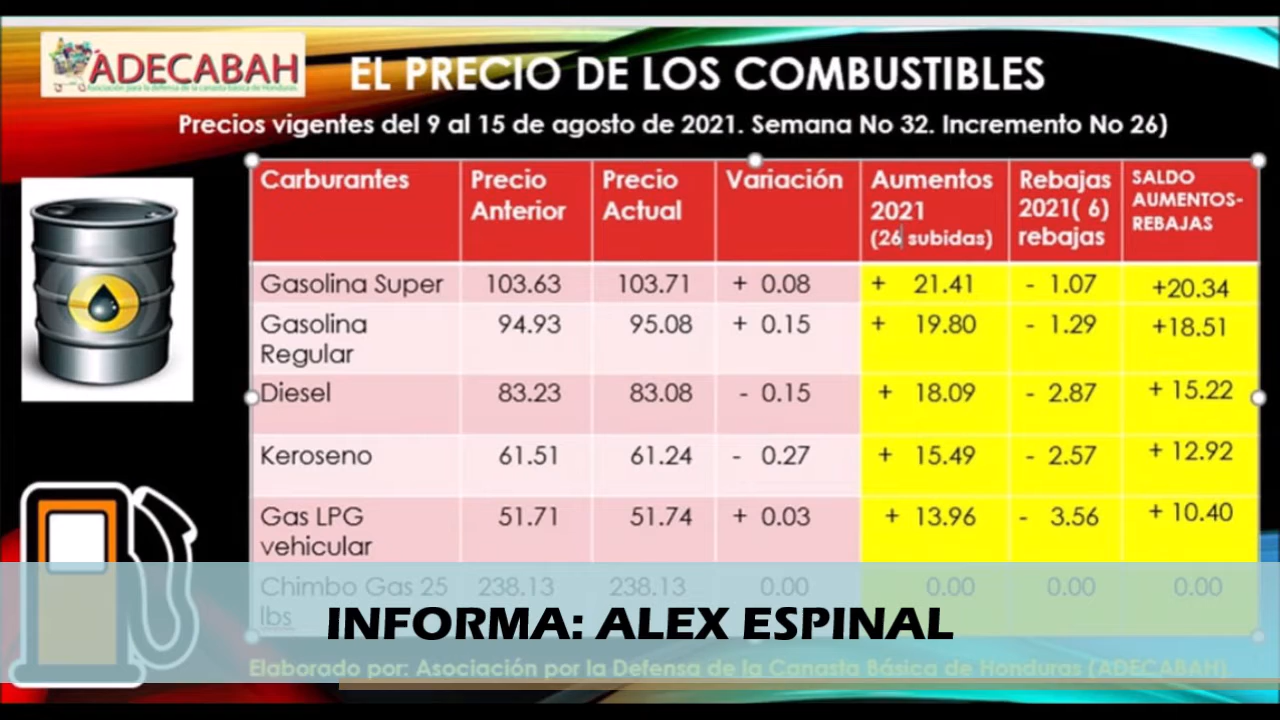 ADECABAH
Asociación para la defensa de la canasta básica de Honduras.
EL PRECIO DE LOS COMBUSTIBLES
Precios vigentes del 9 al 15 de agosto de 2021. Semana No 32. Incremento No 26)
Carburantes Precio Anterior Precio Actual Variación Aumentos 2021 (26 subidas) Rebajas 2021( 6) rebajas SALDO AUMENTOS-REBAJAS
Gasolina Super 103.63 103.71 + 0.08 + 21.41 - 1.07 +20.34
Gasolina Regular 94.93 95.08 + 0.15 + 19.80 - 1.29 +18.51
Diesel 83.23 83.08 - 0.15 + 18.09 - 2.87 + 15.22
Keroseno 61.51 61.24 - 0.27 + 15.49 - 2.57 + 12.92
Gas LPG vehicular 51.71 51.74 + 0.03 + 13.96 - 3.56 + 10.40
Chimbo Gas 25 lbs 238.13 238.13 0.00 0.00 0.00 0.00
INFORMA: ALEX ESPINAL
Elaborado por: Asociación por la Defensa de la Canasta Básica de Honduras (ADECABAH)